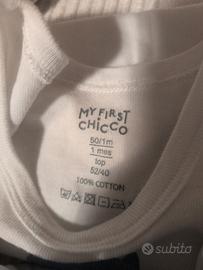 MY FIRST
CHICCO
50/1m
1 mes
top
52/40
100% COTTON
subito